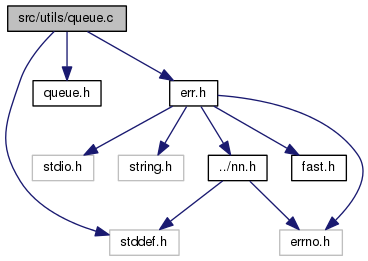 src/utils/queue.c
queue.h
err.h
stdio.h
string.h
../nn.h
fast.h
stddef.h
errno.h